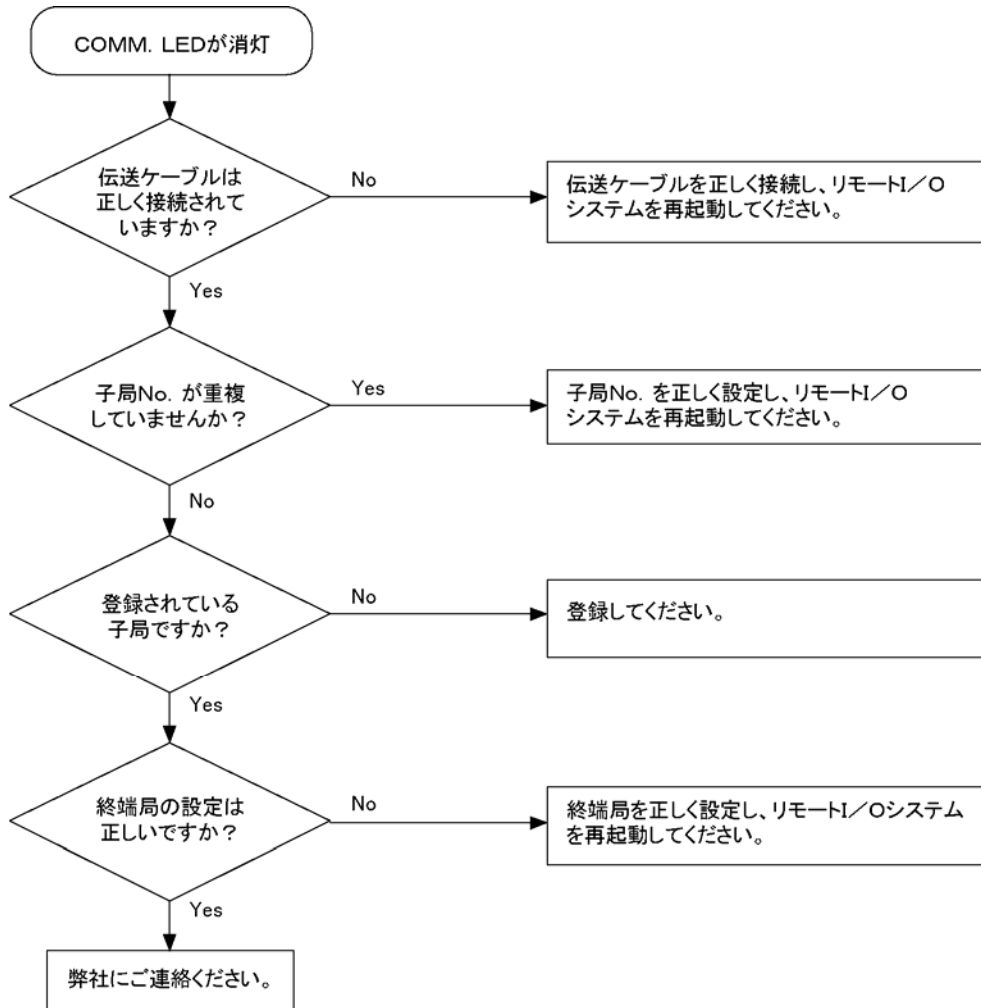 COMM. LEDが消灯
伝送ケーブルは
正しく接続されて
いますか？
No
伝送ケーブルを正しく接続し、リモートI／O
システムを再起動してください。
Yes
子局No. が重複
していませんか？
Yes
子局No. を正しく設定し、リモートI／O
システムを再起動してください。
No
登録されている
子局ですか？
No
登録してください。
Yes
終端局の設定は
正しいですか？
No
終端局を正しく設定し、リモートI／Oシステム
を再起動してください。
Yes
弊社にご連絡ください。